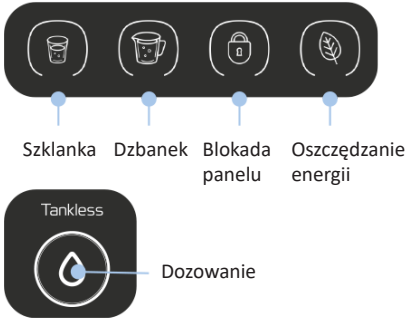 Szklanka Dzbanek Blokada panelu Oszczędzanie energii
Tankless
Dozowanie